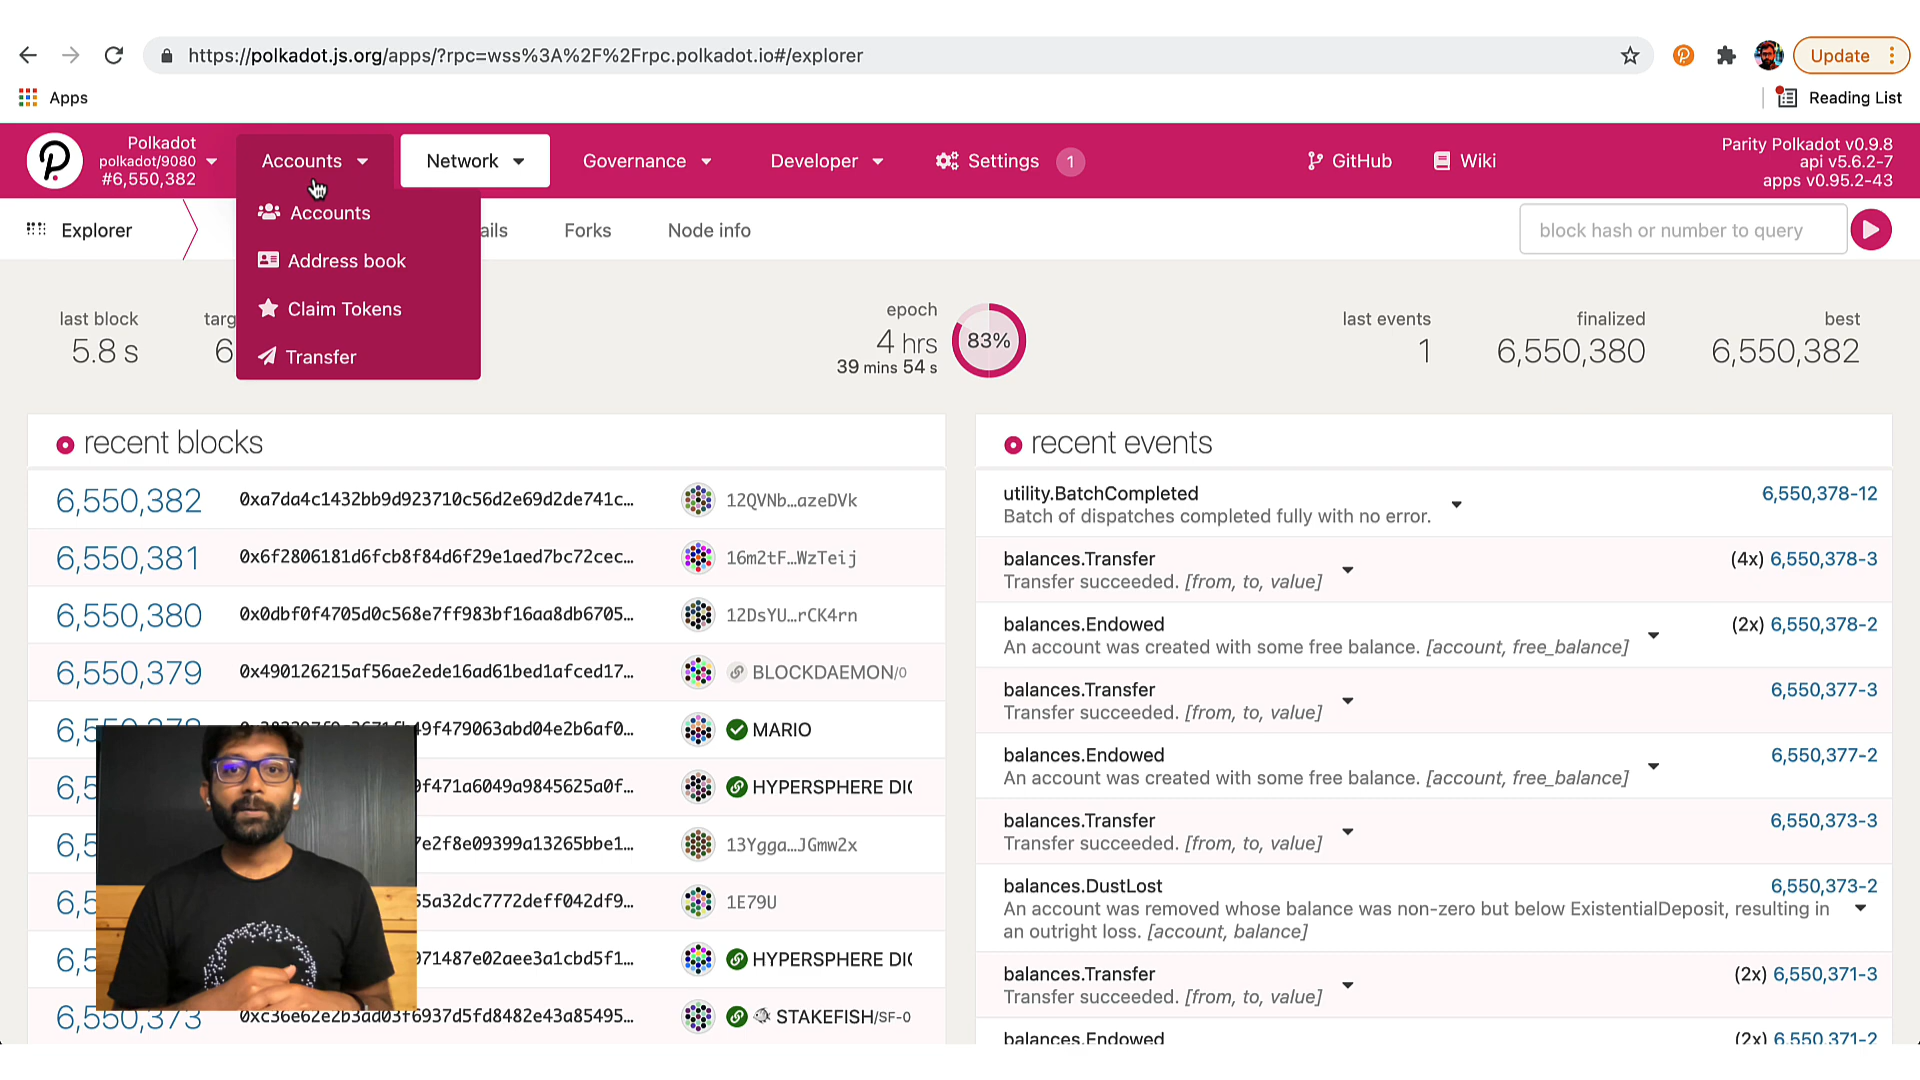 https://polkadot.js.org/apps/?rpc=wss%3A%2F%2Frpc.polkadot.io#/explorer
Update
Apps
Reading List
Polkadot
polkadot/9080
#6,550,382
Accounts
Network
Governance
Developer
Settings
1
GitHub
Wiki
Parity Polkadot v0.9.8
api v5.6.2-7
apps v0.95.2-43
Explorer
ails
Forks
Node info
block hash or number to query
Accounts
Address book
Claim Tokens
Transfer
last block
5.8 s
targ
6
epoch
4 hrs
39 mins 54 s
83%
last events
1
finalized
6,550,380
best
6,550,382
recent blocks
6,550,382 0xa7da4c1432bb9d923710c56d2e69d2de741c… 12QVNb…azeDVk
6,550,381 0x6f2806181d6fcb8f84d6f29e1aed7bc72cec… 16m2tF…WzTeij
6,550,380 0x0dbf0f4705d0c568e7ff983bf16aa8db6705… 12DsYU…rCK4rn
6,550,379 0x490126215af56ae2ede16ad61bed1afced17… BLOCKDAEMON/0
49f479063abd04e2b6af0… MARIO
9f471a6049a9845625a0f… HYPERSPHERE DI
7e2f8e09399a13265bbe1… 13Ygga…JGmw2x
55a32dc7772deff042df9… 1E79U
971487e02aee3a1cbd5f1… HYPERSPHERE DI
6,550,373 0xc36e62e2b3ad03f6937d5fd8482e43a85495… STAKEFISH/SF-0
recent events
utility.BatchCompleted 6,550,378-12
Batch of dispatches completed fully with no error.
balances.Transfer (4x) 6,550,378-3
Transfer succeeded. [from, to, value]
balances.Endowed (2x) 6,550,378-2
An account was created with some free balance. [account, free_balance]
balances.Transfer 6,550,377-3
Transfer succeeded. [from, to, value]
balances.Endowed 6,550,377-2
An account was created with some free balance. [account, free_balance]
balances.Transfer 6,550,373-3
Transfer succeeded. [from, to, value]
balances.DustLost 6,550,373-2
An account was removed whose balance was non-zero but below ExistentialDeposit, resulting in
an outright loss. [account, balance]
balances.Transfer (2x) 6,550,371-3
Transfer succeeded. [from, to, value]
balances.Endowed (2x) 6,550,371-2